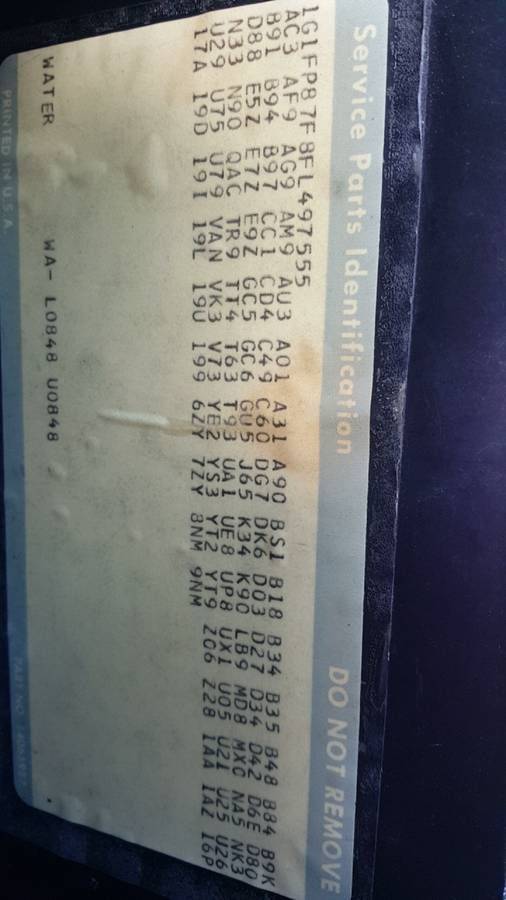 Service Parts Identification DO NOT REMOVE
1G1FP87F8FL497555
AC3 AF9 AG9 AM9 AU3 A01 A31 A90 BS1 B18 B34 B35 B48 B84 B9K
B91 B94 B97 CC1 CD4 C49 C60 DG7 DK6 D03 D27 D34 D42 D6E D80
D88 E5Z E7Z E9Z GC5 GC6 GU5 J65 K34 K90 LB9 MD8 MXC NA5 NK3
N33 N90 QAC TR9 TT4 T63 T93 UA1 UE8 UP8 UX1 U05 U21 U25 U26
U29 U75 U79 VAN VK3 V73 YE2 YS3 YT2 YT9 Z06 Z28 1AA 1AZ 16P
17A 19D 19I 19L 19U 199 6ZY 7ZY 8NM 9NM
WATER WA- L0848 U0848
PRINTED IN U.S.A. PART NO.